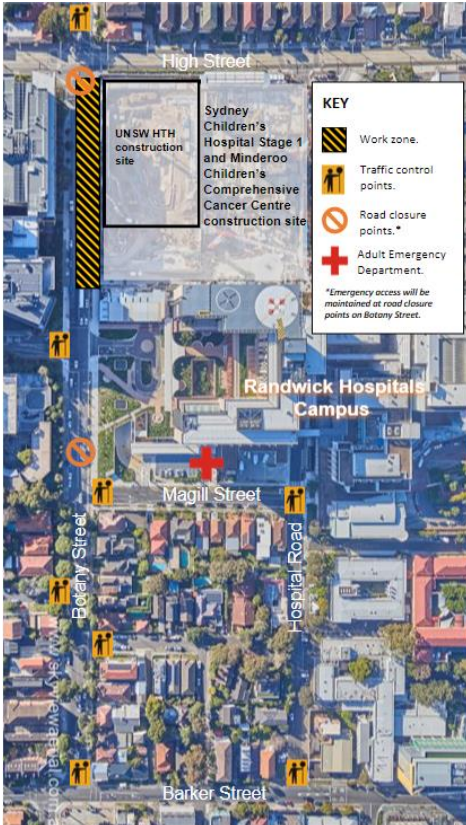 High Street
UNSW HTH
construction
site
Sydney
Children's
Hospital Stage 1
and Minderoo
Children's
Comprehensive
Cancer Centre
construction site
KEY
Work zone.
Traffic control
points.
Road closure
points.*
Adult Emergency
Department.
*Emergency access will be
maintained at road closure
points on Botany Street.
Randwick Hospitals
Campus
Magill Street
Botany Street
Hospital Road
Barker Street